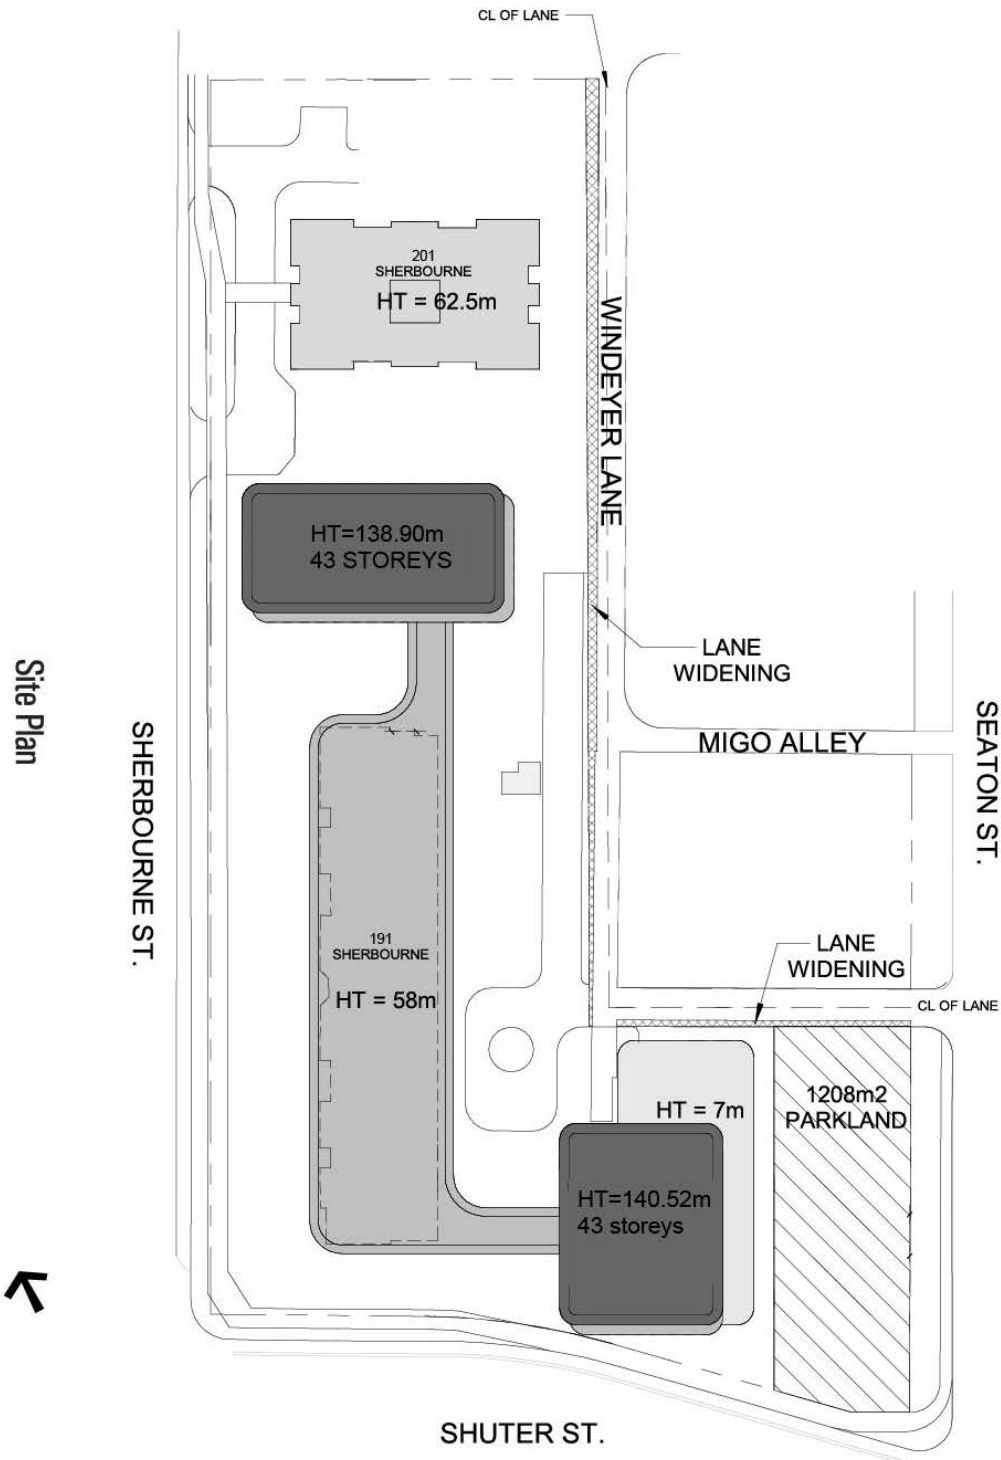 CL OF LANE
201
SHERBOURNE
HT = 62.5m
WINDEYER LANE
HT=138.90m
43 STOREYS
LANE
WIDENING
Site Plan
SHERBOURNE ST.
MIGO ALLEY
SEATON ST.
191
SHERBOURNE
HT = 58m
LANE
WIDENING
CL OF LANE
1208m2
PARKLAND
HT = 7m
HT=140.52m
43 storeys
SHUTER ST.